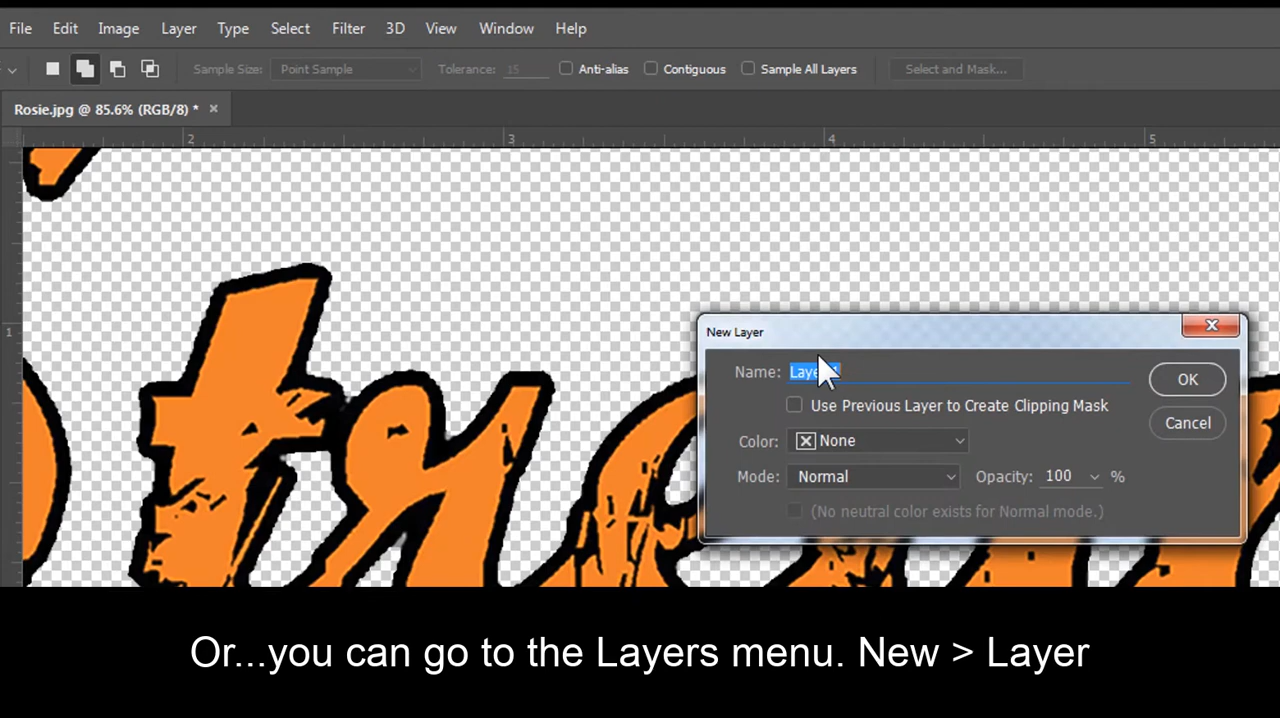 File Edit Image Layer Type Select Filter 3D View Window Help
Sample Size: Point Sample Tolerance: 15 Anti-alias Contiguous Sample All Layers Select and Mask...
Rosie.jpg @ 85.6% (RGB/8) * ×
2 3 4 5
1
New Layer
Name:
OK
Use Previous Layer to Create Clipping Mask
Cancel
Color: None
Mode: Normal Opacity: 100 %
(No neutral color exists for Normal mode.)
Or...you can go to the Layers menu. New > Layer